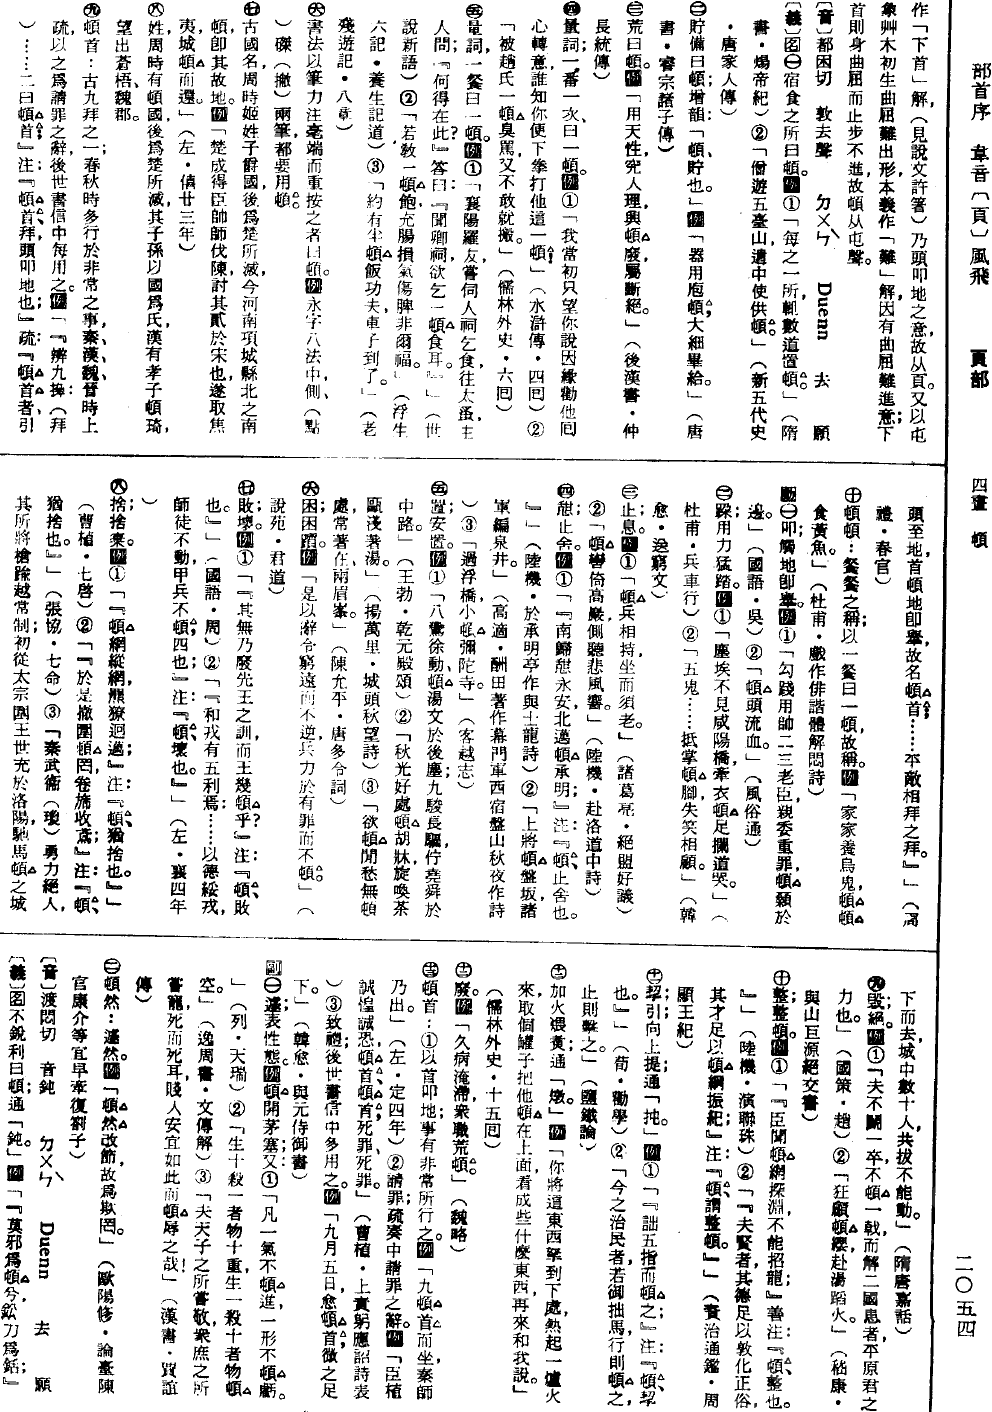 部首序 韋音〔頁〕風飛 頁部 四畫 頓 二〇五四
作「下首」解，（見說文許箸）乃頭叩地之意，故从頁。又以屯
象艸木初生曲屈難出形，本義作「難」解，因有曲屈難進意；下
首則身曲屈而止步不進，故頓从屯聲。
〔音〕都困切 敦去聲 ㄉㄨㄣˋ Duenn 去 願
〔義〕名㊀宿食之所曰頓。例①「每之一所，輒數道置頓。」（隋
書・煬帝紀）②「僧遊五臺山，遣中使供頓。」（新五代史
・唐家人傳）
㊁貯備曰頓；增韻「頓，貯也。」例「器用庖頓，大細畢給。」（唐
書・睿宗諸子傳）
㊂荒曰頓。例「用天性究人理，興頓廢屬斷絕。」（後漢書・仲
長統傳）
㊃量詞，一番一次曰一頓。例①「我當初只望你說因緣，勸他回
心轉意，誰知你便下拳打他這一頓」（水滸傳・四回）②
「被趙氏一頓臭罵，又不敢就搬。」（儒林外史・六回）
㊄量詞，一餐曰一頓。例①「襄陽羅友嘗伺人祠乞食，往太蚤，主
人問：『何得在此？』答曰：『聞卿祠，欲乞一頓食耳。』」（世
說新語）②「若敎一頓飽充腸，損氣傷脾非爾福。」（浮生
六記・養生記道）③「約有半頓飯功夫，車子到了。」（老
殘遊記・八章）
㊅書法以筆力注毫端而重按之者曰頓。例永字八法中，側、（點
）磔（撇）兩筆都要用頓。
㊆古國名，周時姬姓子爵國，後爲楚所滅，今河南項城縣北之南
頓，卽其故地。例「楚成得臣帥師伐陳，討其貳於宋也，遂取焦
夷，城頓而還。」（左・僖廿三年）
㊇姓，周時有頓國，後爲楚所滅，其子孫以國爲氏，漢有孝子頓琦，
望出蒼梧、魏郡。
㊈頓首：古九拜之一；春秋時多行於非常之事，秦、漢、魏、晉時上
疏以之爲請罪之辭，後世書信中每用之。例「『辨九𢷎（拜
）……二曰頓首』注『頓首，拜頭叩地也。』疏：『頓首者，引
頭至地，首頓地卽舉，故名頓首……平敵相拜之拜。』」（周
禮・春官）
㊉頓頓：餐餐之稱；以一餐曰一頓，故稱。例「家家養烏鬼，頓頓
食黃魚。」（杜甫・戲作俳諧體解悶詩）
動㊀叩，觸地卽舉。例①「勾踐用帥二三老臣，親委重罪，頓顙於
邊。」（國語・吳）②「頓頭流血。」（風俗通）
㊁跺，用力猛踏。例①「塵埃不見咸陽橋，牽衣頓足攔道哭。」（
杜甫・兵車行）②「五鬼……抵掌頓腳，失笑相顧。」（韓
愈・送窮文）
㊂止息。例①「頓兵相持，坐而須老。」（諸葛亮・絕盟好議）
②「頓轡倚高巖，側聽悲風響。」（陸機・赴洛道中詩）
㊃憇止，舍。例①「『南歸憇永安，北邁頓承明。』注『頓，止舍也。
』」（陸機・於承明亭作與士龍詩）②「上將頓盤坂，諸
軍編泉井。」（高適・酬田著作幕門軍西宿盤山秋夜作詩
）③「過浮橋，小頓彌陀寺。」（客越志）
㊄置，安置。例①「八鸞徐動，頓湯文於後塵；九駿長驅，佇堯舜於
中路」（王勃・乾元殿頌）②「秋光好處頓胡牀，旋喚茶
甌淺著湯。」（揚萬里・城頭秋望詩）③「欲頓閒愁無頓
處，常著在兩眉峯。」（陳允平・唐多令詞）
㊅困，困躓。例「是以辭令窮遠而不逆，兵力於有罪而不頓。」（
說苑・君道）
㊆敗，壞。例①「『其無乃廢先王之訓，而王幾頓乎？』注：『頓，敗
也。』」（國語・周）②「『和戎有五利焉……以德綏戎，
師徒不動，甲兵不頓，四也。』注：『頓，壞也。』」（左・襄四年
）
㊇捨，捨棄。例①「『頓網縱網，羆獠迴邁。』注『頓，猶捨也。』」
（曹植・七啓）②「『於是撤圍頓罔，卷旆收鳶。』注『頓，
猶捨也。』」（張協・七命）③「秦武衞（瓊）勇力絕人，
其所將槍踰越常制，初從太宗圍王世充於洛陽，馳馬頓之城
下而去，城中數十人，共拔不能動。」（隋唐嘉話）
㊈毀絕。例①「夫不鬬一卒，不頓一戟，而解二國患者，平原君之
力也。」（國策・趙）②「狂顧頓纓，赴湯蹈火。」（嵇康・
與山巨源絕交書）
㊉整，整頓。例①「『臣聞頓網探淵，不能招龍』善注：『頓，整也。
』」（陸機・演聯珠）②「『夫賢者，其德足以敦化正俗，
其才足以頓綱振紀。』注：『頓，謂整頓。』」（資治通鑑・周
顯王紀）
⑪挈，引向上提，通「扽」例①「『詘五指而頓之』注：『頓，挈
也。』」（荀・勸學）②「今之治民者，若御拙馬，行則頓之，
止則擊之」（鹽鐵論）
⑫加火煨煑，通「燉。」例「你將這東西拏到下處，熱起一爐火
來，取個罐子把他頓在上面，看成些什麼東西，再來和我說。」
（儒林外史・十五回）
⑬廢。例「久病淹滯，衆職荒頓。」（魏略）
頓首：①以首叩地；事有非常所行之。例「九頓首而坐，秦師
乃出。」（左・定四年）②請罪；疏奏中請罪之辭。例「臣植
誠惶誠恐，頓首頓首，死罪死罪。」（曹植・上責躬應詔詩表
）③致禮；後世書信中多用之。例「九月五日，愈頓首，微之足
下。」（韓愈・與元侍御書）
副㊀遽，表性態。例「頓開茅塞，又①「凡一氣不頓進，一形不頓虧。
」（列・天瑞）②「生十殺一者物十重，生一殺十者物頓
空」（逸周書・文傳解）③「夫天子之所嘗敬，衆庶之所
嘗寵，死而死耳，賤人安宜如此而頓辱之哉！」（漢書・賈誼
傳）
㊁頓然：遽然。例「頓然改節，故爲欺罔。」（歐陽修・論臺陳
官康介等宜早牽復劄子）
〔音〕渡悶切 音鈍 ㄉㄨㄣˋ Duenn 去 願
〔義〕名不銳利曰頓，通「鈍。」例「『莫邪爲頓兮，鈆刀爲銛；』